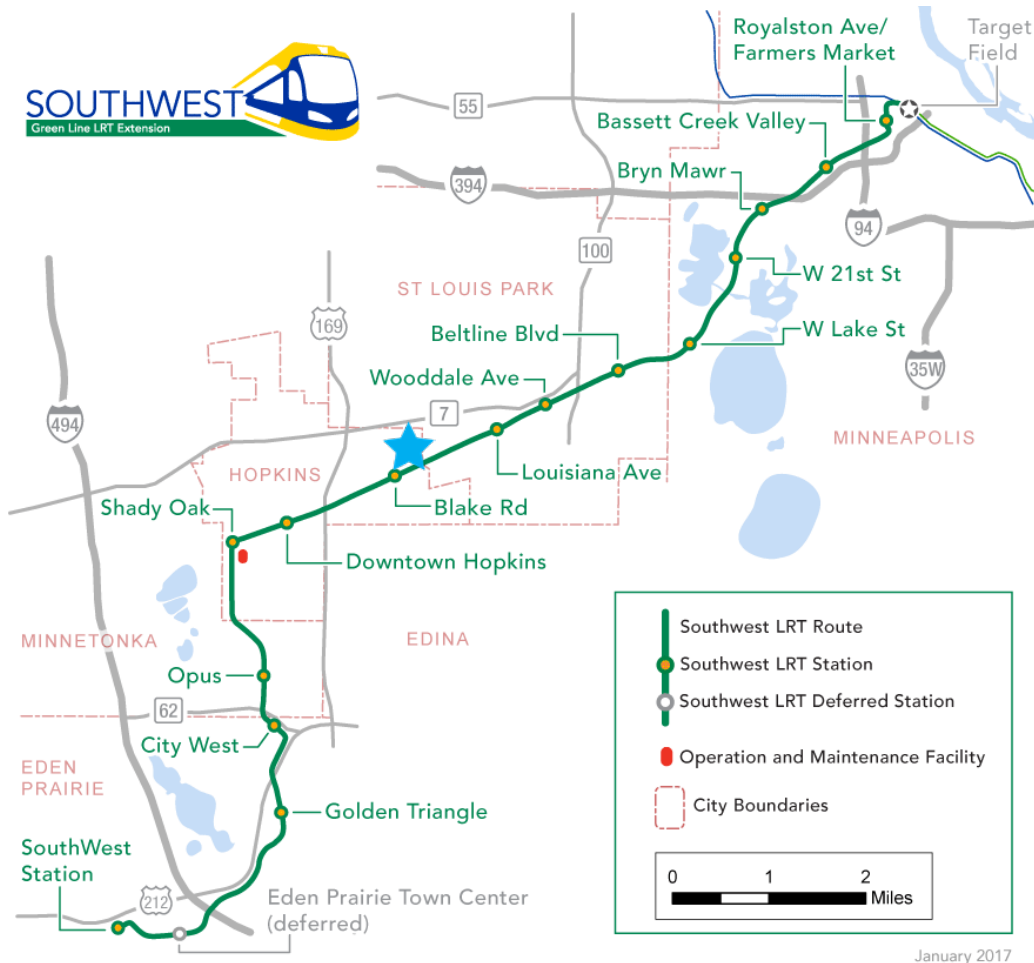 SOUTHWEST
Green Line LRT Extension
Royalston Ave/
Farmers Market
Target
Field
55
Bassett Creek Valley
Bryn Mawr
394
94
100
W 21st St
ST LOUIS PARK
169
Beltline Blvd
W Lake St
35W
Wooddale Ave
7
494
MINNEAPOLIS
HOPKINS
Louisiana Ave
Shady Oak
Blake Rd
Downtown Hopkins
MINNETONKA
EDINA
Opus
62
City West
EDEN
PRAIRIE
Golden Triangle
SouthWest
Station
212
Eden Prairie Town Center
(deferred)
Southwest LRT Route
Southwest LRT Station
Southwest LRT Deferred Station
Operation and Maintenance Facility
City Boundaries
0 1 2
Miles
January 2017